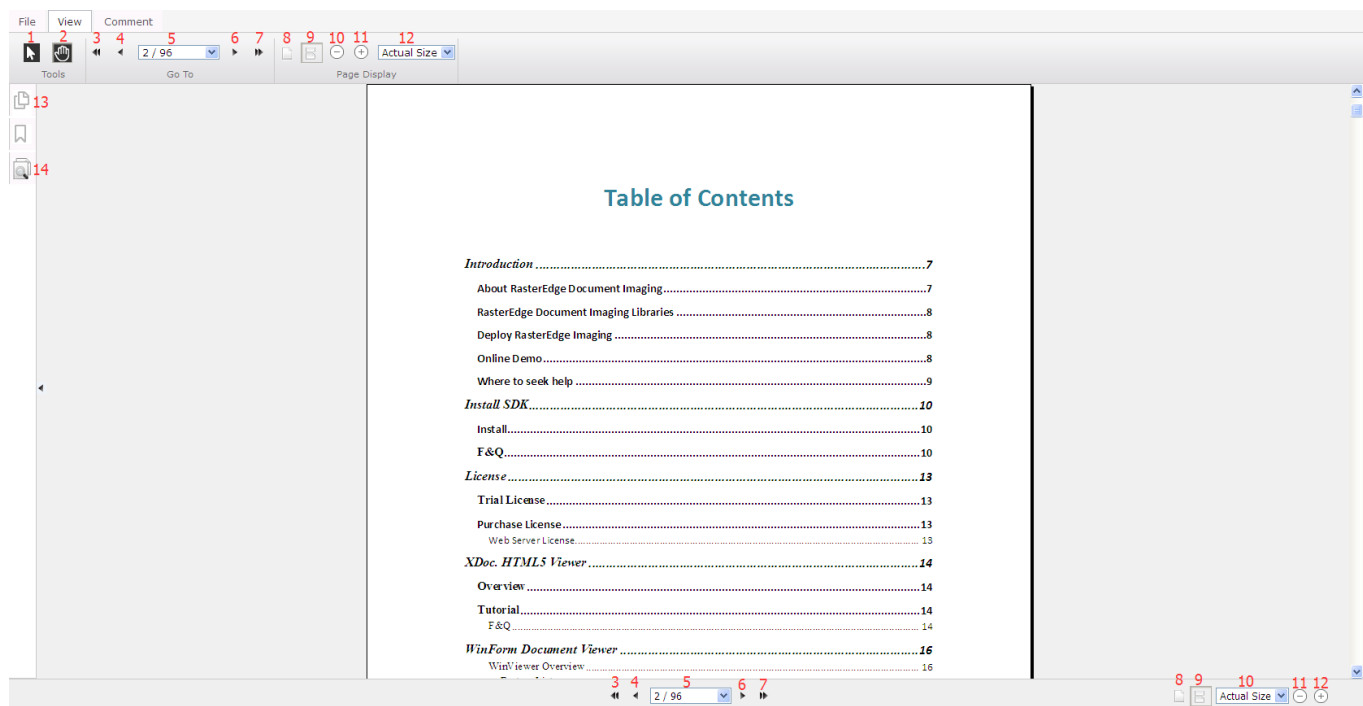 File View Comment
1 2 3 4 5 6 7 8 9 10 11 12
2 / 96 Actual Size
Tools Go To Page Display
13
14
Table of Contents
Introduction ........................................ 7
About RasterEdge Document Imaging ........................................ 7
RasterEdge Document Imaging Libraries ........................................ 8
Deploy RasterEdge Imaging ........................................ 8
Online Demo ........................................ 8
Where to seek help ........................................ 9
Install SDK ........................................ 10
Install ........................................ 10
F&Q ........................................ 10
License ........................................ 13
Trial License ........................................ 13
Purchase License ........................................ 13
Web Server License ........................................ 13
XDoc. HTML5 Viewer ........................................ 14
Overview ........................................ 14
Tutorial ........................................ 14
F&Q ........................................ 14
WinForm Document Viewer ........................................ 16
WinViewer Overview ........................................ 16
3 4 5 6 7 8 9 10 11 12
2 / 96 Actual Size